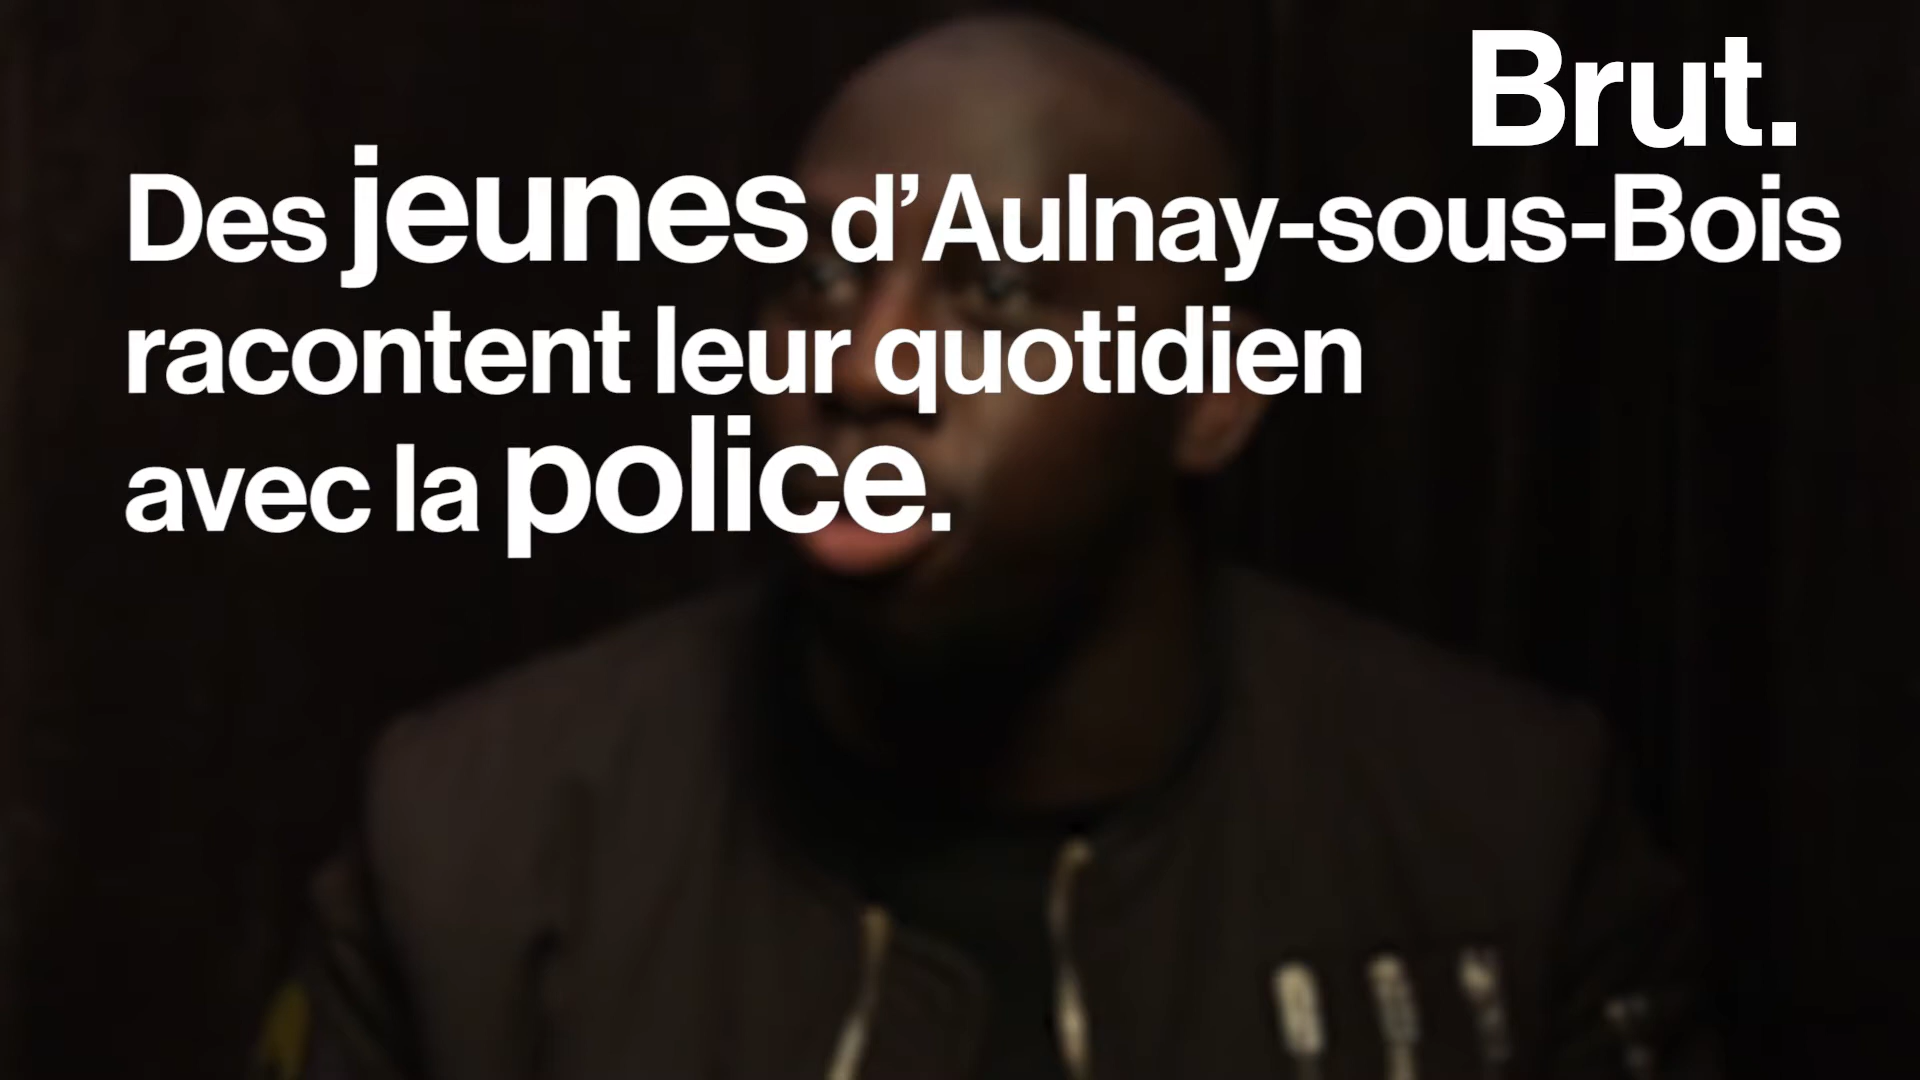 Brut.
Des jeunes d’Aulnay-sous-Bois
racontent leur quotidien
avec la police.